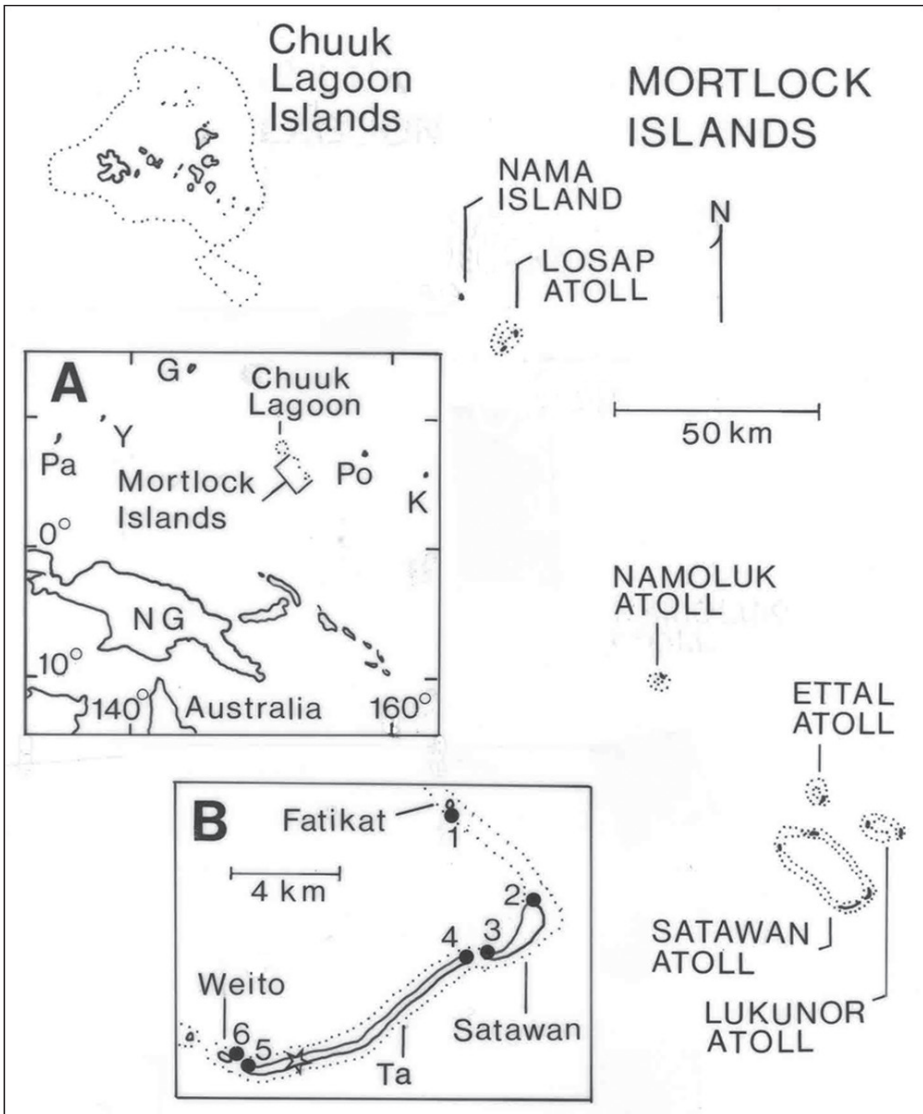 Chuuk
Lagoon
Islands
MORTLOCK
ISLANDS
NAMA
ISLAND
N
LOSAP
ATOLL
50 km
A
G
Chuuk
Lagoon
Y
Pa
Po
K
Mortlock
Islands
0°
NG
10°
140°
Australia
160°
NAMOLUK
ATOLL
ETTAL
ATOLL
SATAWAN
ATOLL
LUKUNOR
ATOLL
B
Fatikat
1
4 km
2
3
4
Weito
6
5
Satawan
Ta